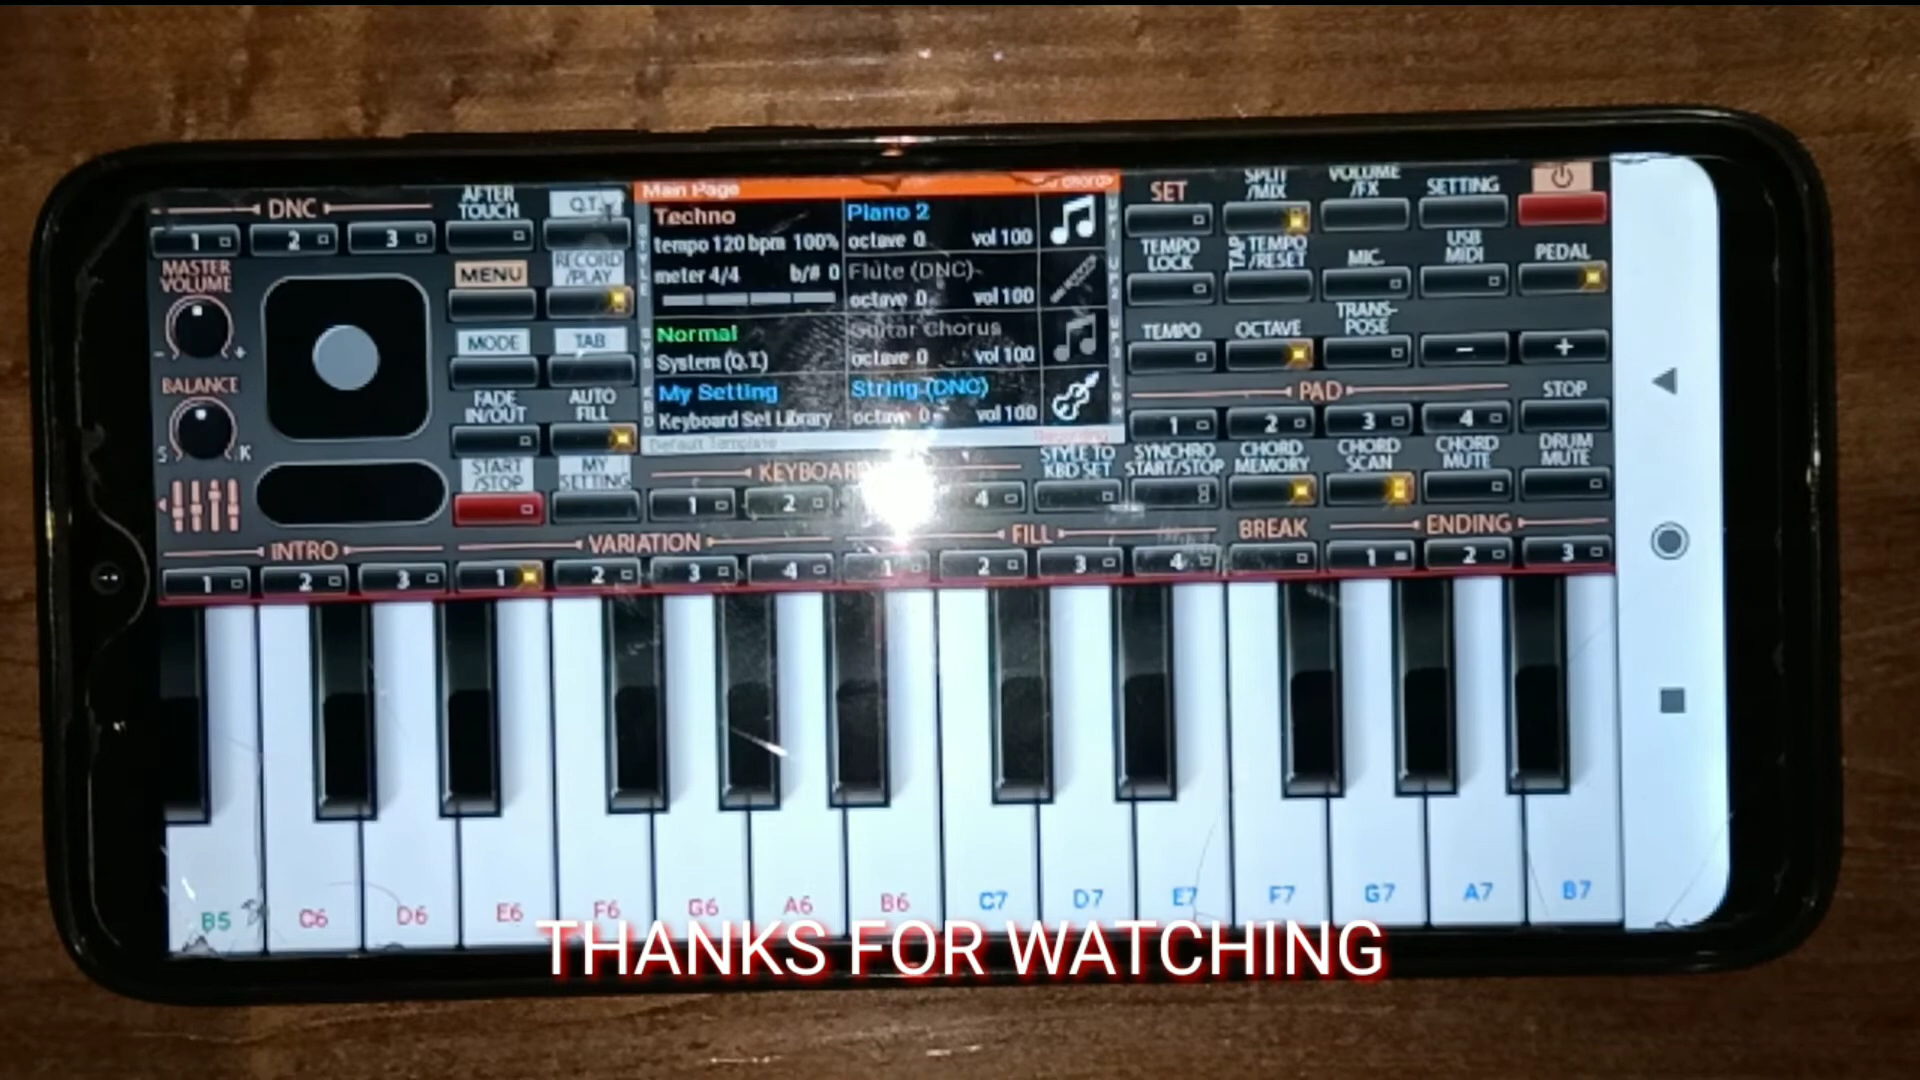 DNC
1 2 3
AFTER TOUCH
Q.T.
MASTER VOLUME
- +
MENU
RECORD /PLAY
MODE
TAB
BALANCE
S K
FADE IN/OUT
AUTO FILL
START /STOP
MY SETTING
Main Page
Techno
tempo 120 bpm 100%
meter 4/4 b/# 0
Normal
System (Q.T.)
My Setting
Keyboard Set Library
Default Template
Piano 2
octave 0 vol 100
Flute (DNC)
octave 0 vol 100
Guitar Chorus
octave 0 vol 100
String (DNC)
octave 0 vol 100
SET
SPLIT /MIX
VOLUME /FX
SETTING
TEMPO LOCK
TAP TEMPO /RESET
MIC.
USB MIDI
PEDAL
TEMPO
OCTAVE
TRANS- POSE
- +
PAD
STOP
1 2 3 4
STYLE TO KBD SET
SYNCHRO START/STOP
CHORD MEMORY
CHORD SCAN
CHORD MUTE
DRUM MUTE
1 2 4
INTRO
VARIATION
FILL
BREAK
ENDING
1 2 3 1 2 3 4 1 2 3 4 1 2 3
B5 C6 D6 E6 F6 G6 A6 B6 C7 D7 E7 F7 G7 A7 B7
THANKS FOR WATCHING